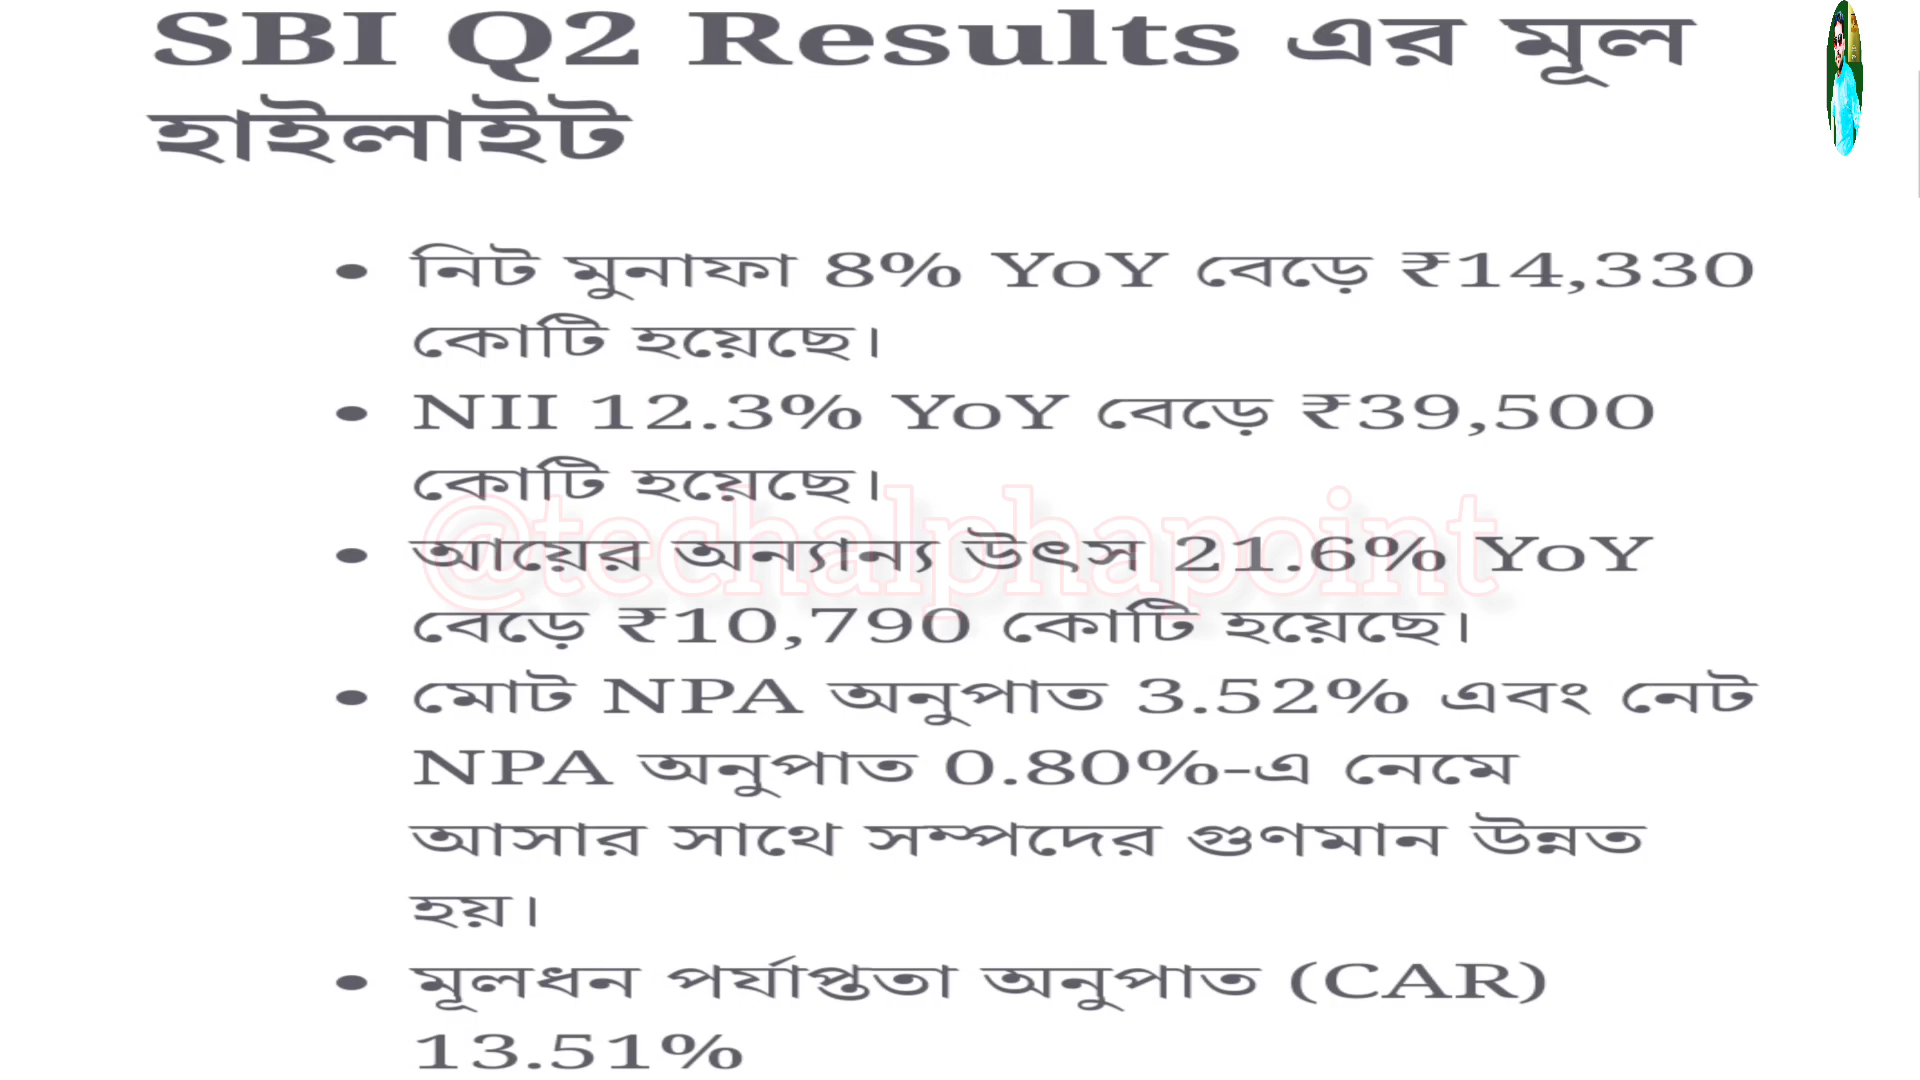 SBI Q2 Results এর মূল
হাইলাইট
• নিট মুনাফা 8% YoY বেড়ে ₹14,330
কোটি হয়েছে।
• NII 12.3% YoY বেড়ে ₹39,500
কোটি হয়েছে।
• আয়ের অন্যান্য উৎস 21.6% YoY
বেড়ে ₹10,790 কোটি হয়েছে।
• মোট NPA অনুপাত 3.52% এবং নেট
NPA অনুপাত 0.80%-এ নেমে
আসার সাথে সম্পদের গুণমান উন্নত
হয়।
• মূলধন পর্যাপ্ততা অনুপাত (CAR)
13.51%
@techalphapoint